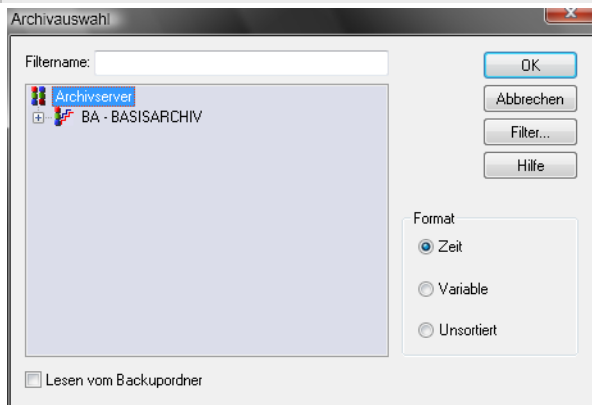 Archivauswahl
Filtername:
OK
Archivserver
Abbrechen
BA - BASISARCHIV
Filter...
Hilfe
Format
Zeit
Variable
Unsortiert
Lesen vom Backupordner